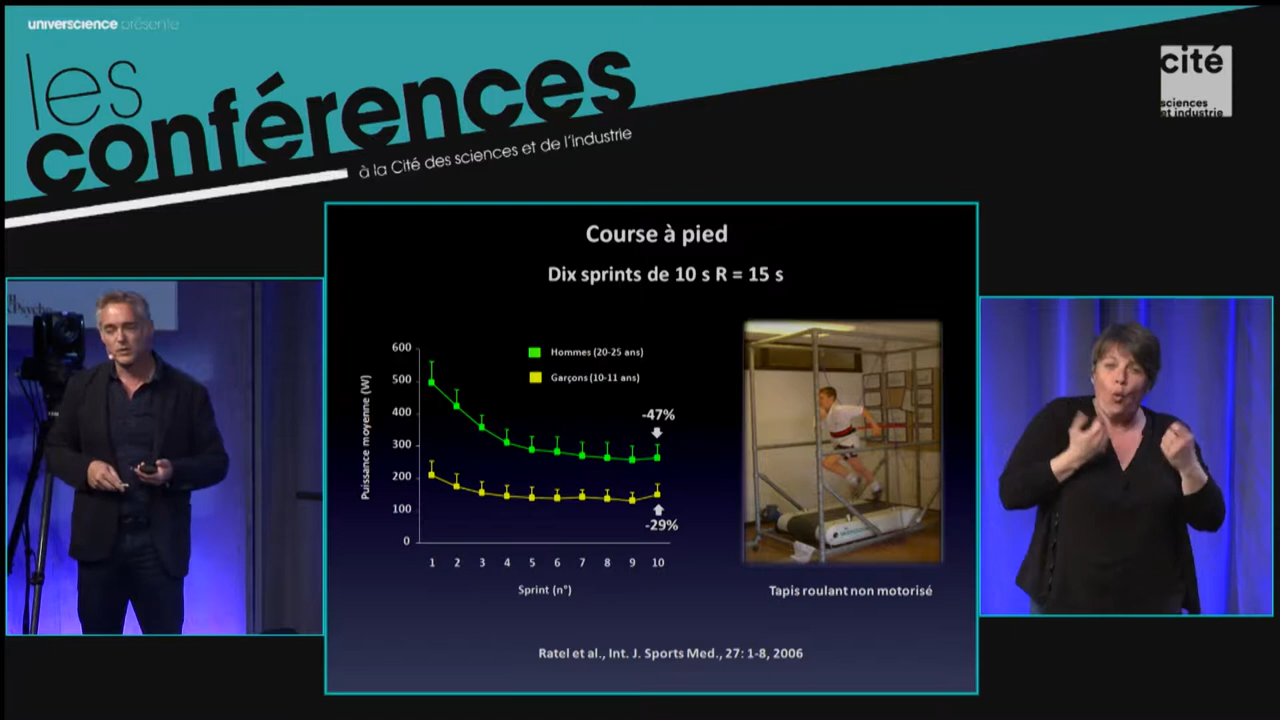 universcience présente
les
conférences
à la Cité des sciences et de l'industrie
cité
sciences
et industrie
Course à pied
Dix sprints de 10 s R = 15 s
600
500
400
300
200
100
0
Puissance moyenne (W)
Hommes (20-25 ans)
Garçons (10-11 ans)
-47%
-29%
1 2 3 4 5 6 7 8 9 10
Sprint (n°)
Tapis roulant non motorisé
Ratel et al., Int. J. Sports Med., 27: 1-8, 2006